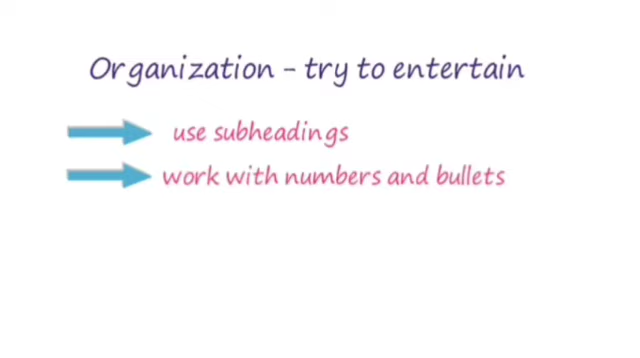 Organization - try to entertain
use subheadings
work with numbers and bullets